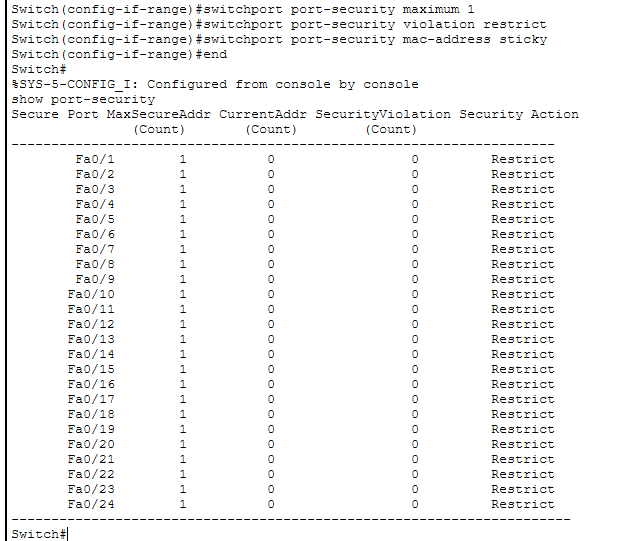 Switch(config-if-range)#switchport port-security maximum 1
Switch(config-if-range)#switchport port-security violation restrict
Switch(config-if-range)#switchport port-security mac-address sticky
Switch(config-if-range)#end
Switch#
%SYS-5-CONFIG_I: Configured from console by console
show port-security
Secure Port MaxSecureAddr CurrentAddr SecurityViolation Security Action
(Count) (Count) (Count)
--------------------------------------------------------------------
Fa0/1 1 0 0 Restrict
Fa0/2 1 0 0 Restrict
Fa0/3 1 0 0 Restrict
Fa0/4 1 0 0 Restrict
Fa0/5 1 0 0 Restrict
Fa0/6 1 0 0 Restrict
Fa0/7 1 0 0 Restrict
Fa0/8 1 0 0 Restrict
Fa0/9 1 0 0 Restrict
Fa0/10 1 0 0 Restrict
Fa0/11 1 0 0 Restrict
Fa0/12 1 0 0 Restrict
Fa0/13 1 0 0 Restrict
Fa0/14 1 0 0 Restrict
Fa0/15 1 0 0 Restrict
Fa0/16 1 0 0 Restrict
Fa0/17 1 0 0 Restrict
Fa0/18 1 0 0 Restrict
Fa0/19 1 0 0 Restrict
Fa0/20 1 0 0 Restrict
Fa0/21 1 0 0 Restrict
Fa0/22 1 0 0 Restrict
Fa0/23 1 0 0 Restrict
Fa0/24 1 0 0 Restrict
----------------------------------------------------------------------
Switch#